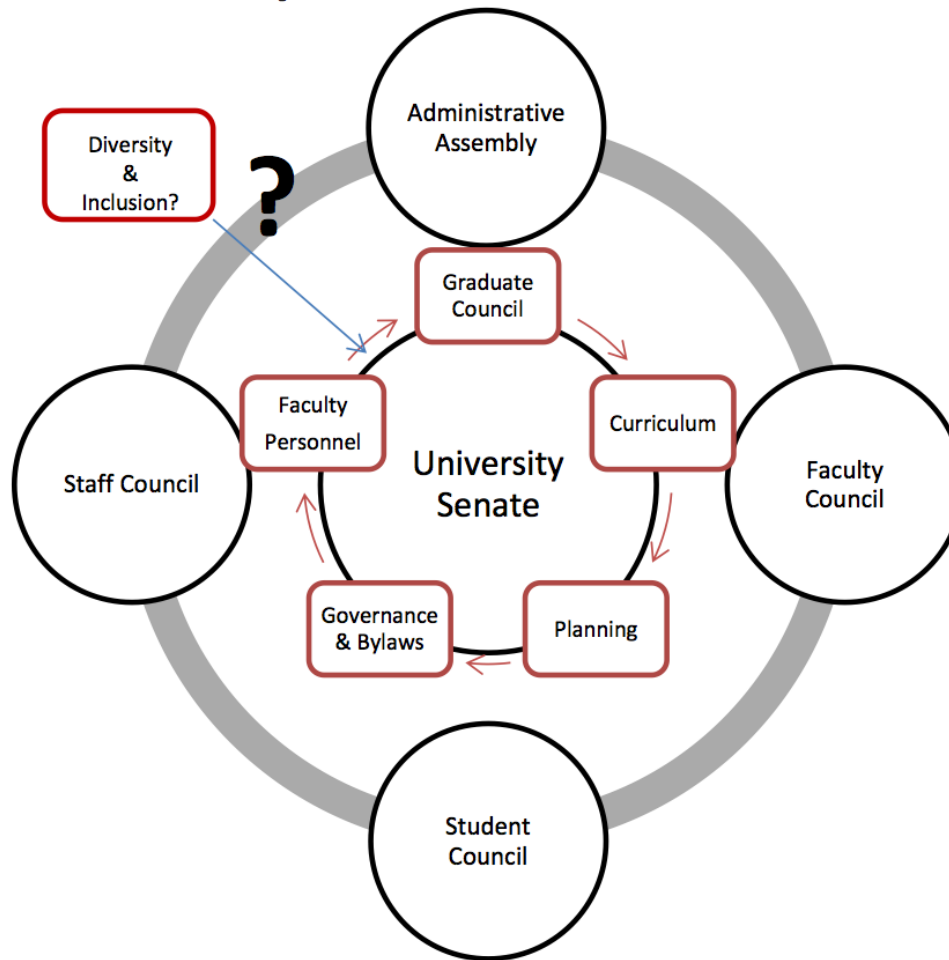 Administrative
Assembly
Diversity
&
Inclusion?
?
Graduate
Council
Faculty
Personnel
Curriculum
University
Senate
Staff Council
Faculty
Council
Governance
& Bylaws
Planning
Student
Council